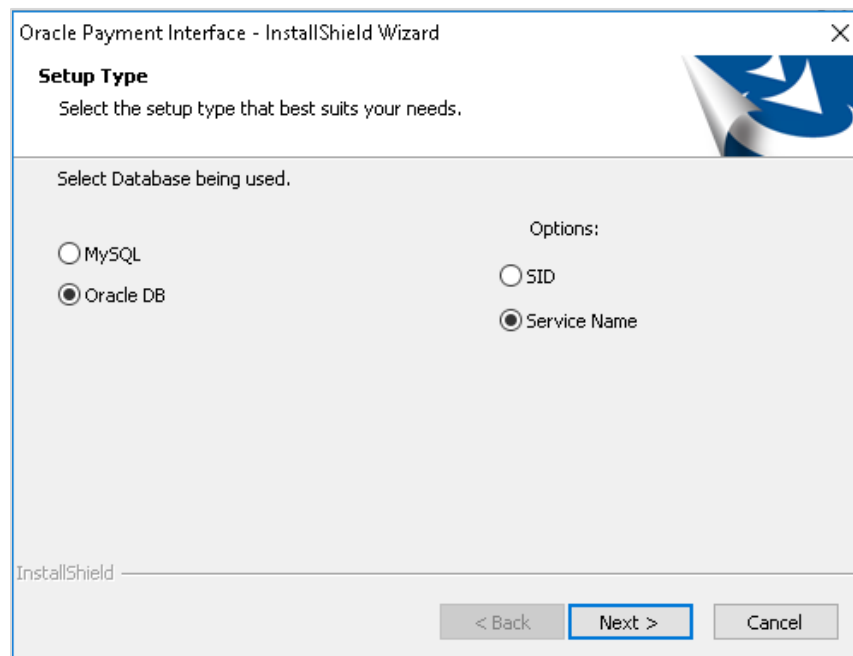 Oracle Payment Interface - InstallShield Wizard
Setup Type
Select the setup type that best suits your needs.
Select Database being used.
Options:
MySQL
SID
Oracle DB
Service Name
InstallShield
< Back
Next >
Cancel